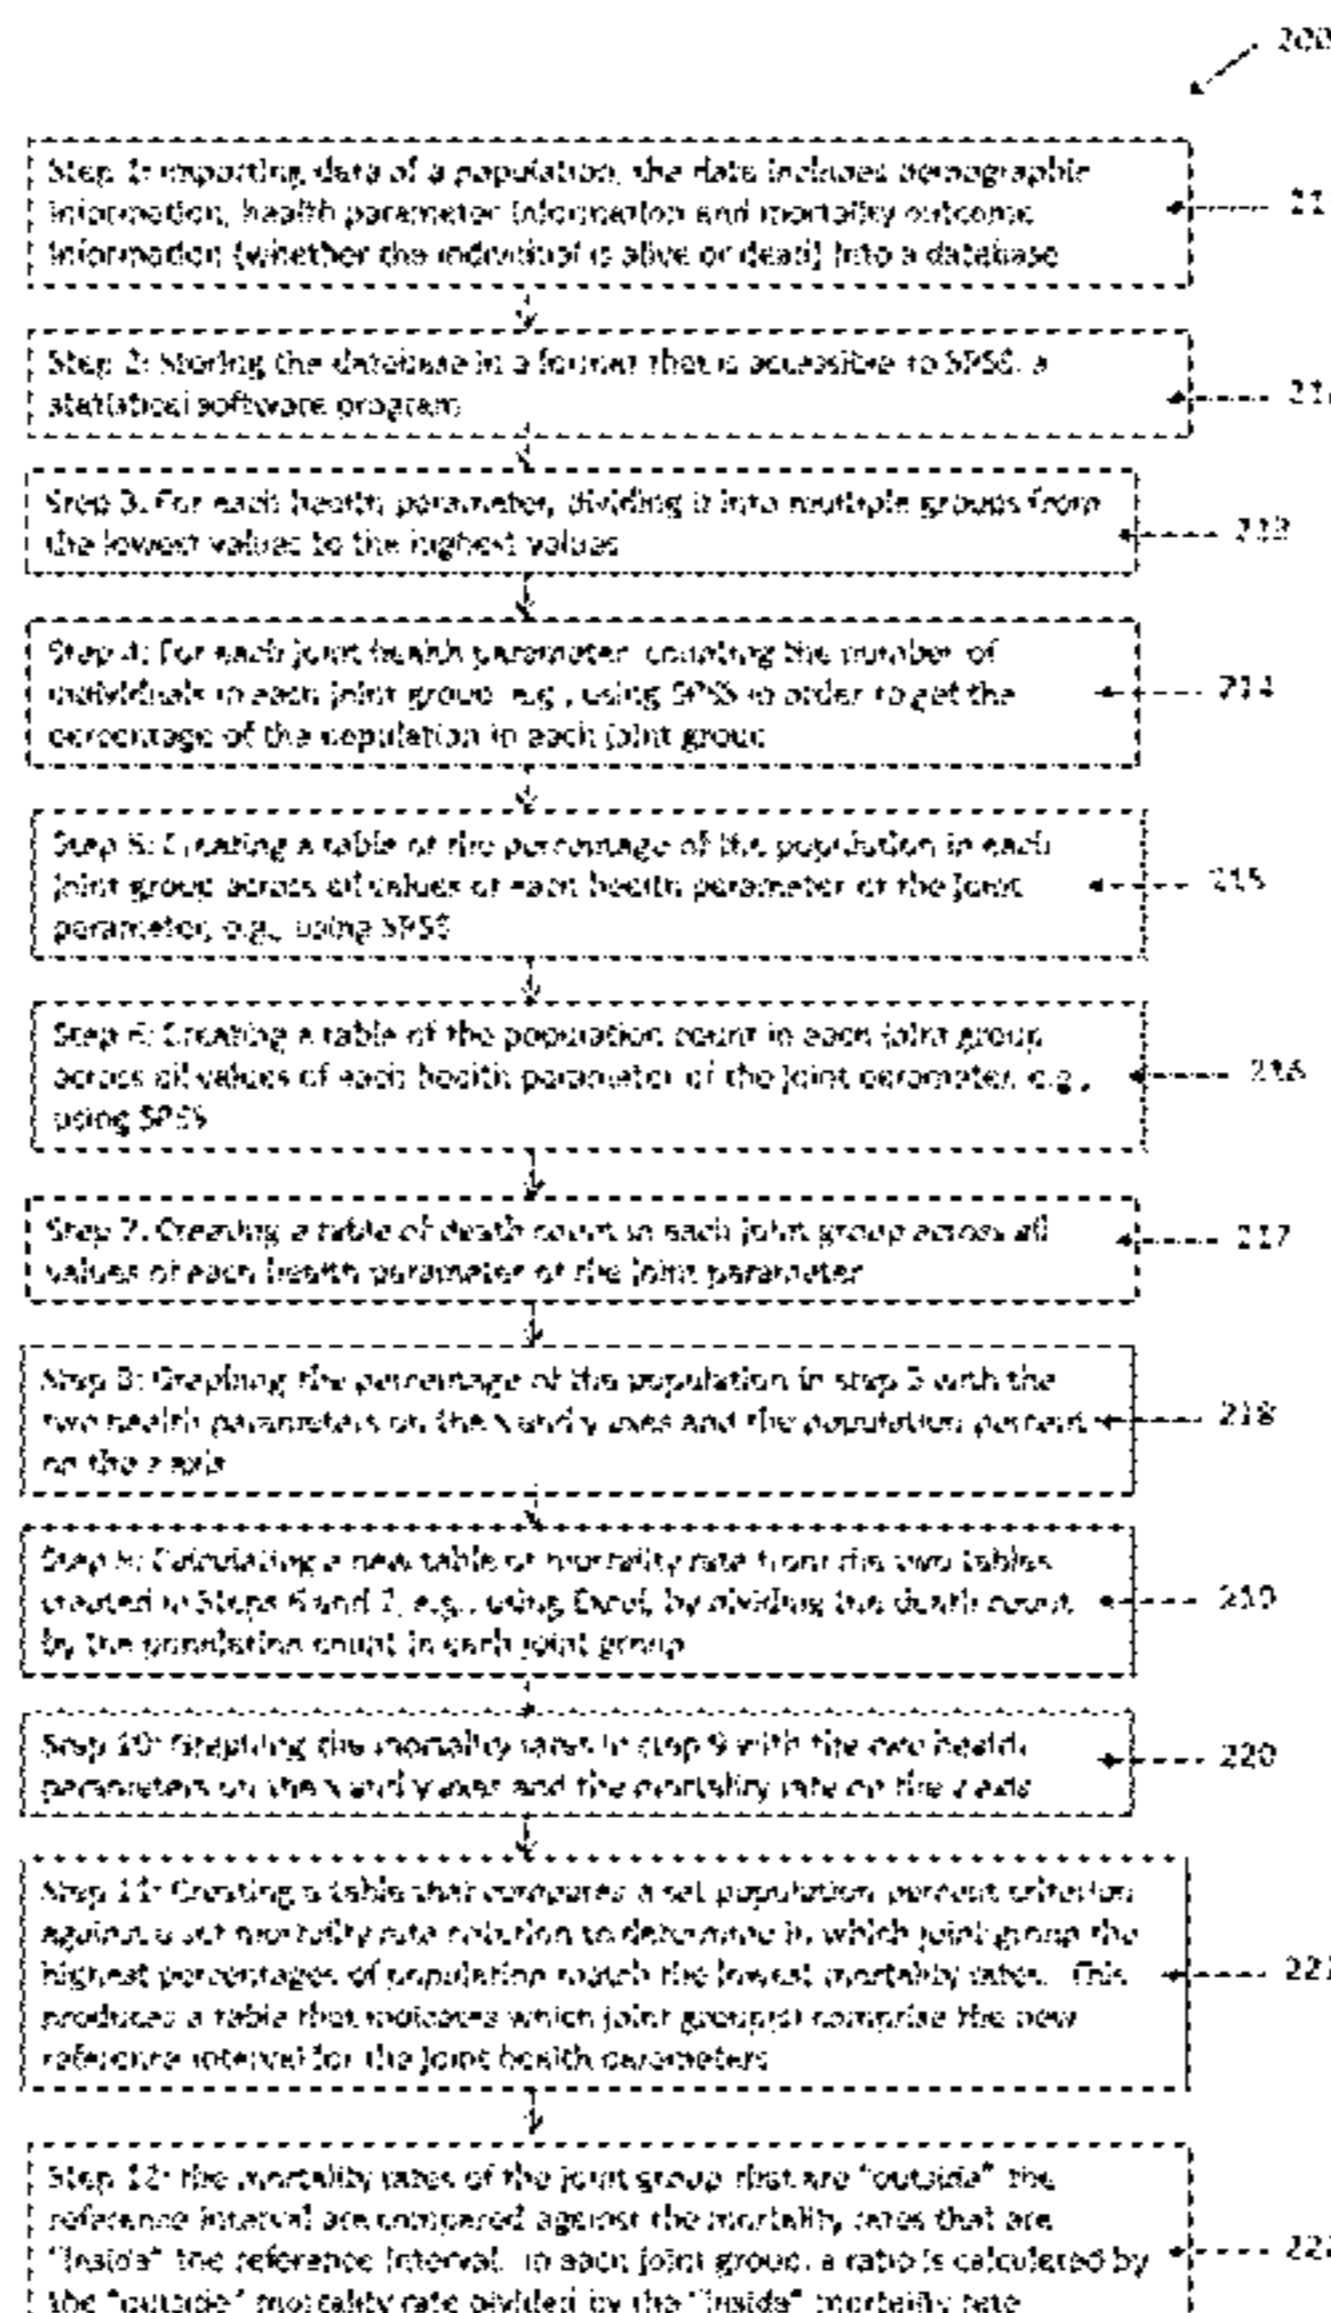 200
Step 1: Importing data of a population, the data includes demographic
information, health parameter information and mortality outcome
information (whether the individual is alive or dead) into a database
21
Step 2: Storing the database in a format that is accessible to SPSS, a
statistical software program
21
Step 3: For each health parameter, dividing it into multiple groups from
the lowest values to the highest values
213
Step 4: For each joint health parameter, counting the number of
individuals in each joint group, e.g., using SPSS in order to get the
percentage of the population in each joint group
214
Step 5: Creating a table of the percentage of the population in each
joint group across all values of each health parameter of the joint
parameter, e.g., using SPSS
215
Step 6: Creating a table of the population count in each joint group
across all values of each health parameter of the joint parameter, e.g.,
using SPSS
216
Step 7: Creating a table of death count in each joint group across all
values of each health parameter of the joint parameter
217
Step 8: Graphing the percentage of the population in step 5 with the
two health parameters on the x and y axes and the population percent
on the z axis
218
Step 9: Calculating a new table of mortality rate from the two tables
created in Steps 6 and 7, e.g., using Excel, by dividing the death count
by the population count in each joint group
219
Step 10: Graphing the mortality rates in step 9 with the two health
parameters on the x and y axes and the mortality rate on the z axis
220
Step 11: Creating a table that compares a set population percent criterion
against a set mortality rate criterion to determine in which joint group the
highest percentages of population match the lowest mortality rates. This
produces a table that indicates which joint group(s) comprise the new
reference interval for the joint health parameters
221
Step 12: the mortality rates of the joint group that are "outside" the
reference interval are compared against the mortality rates that are
"inside" the reference interval. In each joint group, a ratio is calculated by
the "outside" mortality rate divided by the "inside" mortality rate
22